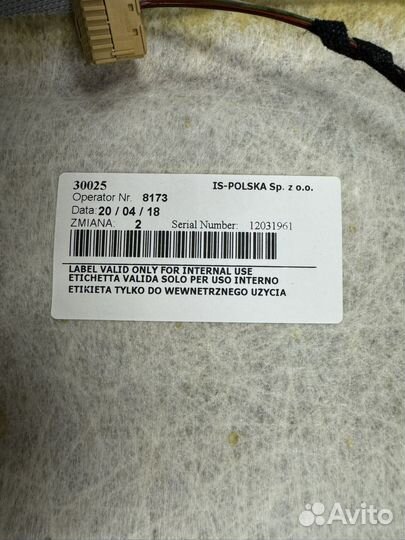 30025 IS-POLSKA Sp. z o.o.
Operator Nr. 8173
Data: 20 / 04 / 18
ZMIANA: 2 Serial Number: 12031961
LABEL VALID ONLY FOR INTERNAL USE
ETICHETTA VALIDA SOLO PER USO INTERNO
ETIKIETA TYLKO DO WEWNETRZNEGO UZYCIA
Avito